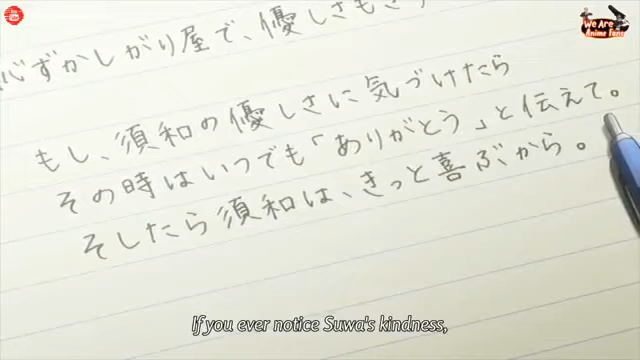 We Are
Anime Fans
恥ずかしがり屋で、優しさも
もし、須和の優しさに気づけたら
その時はいつでも「ありがとう」と伝えて。
そしたら須和は、きっと喜ぶから。
If you ever notice Suwa's kindness,